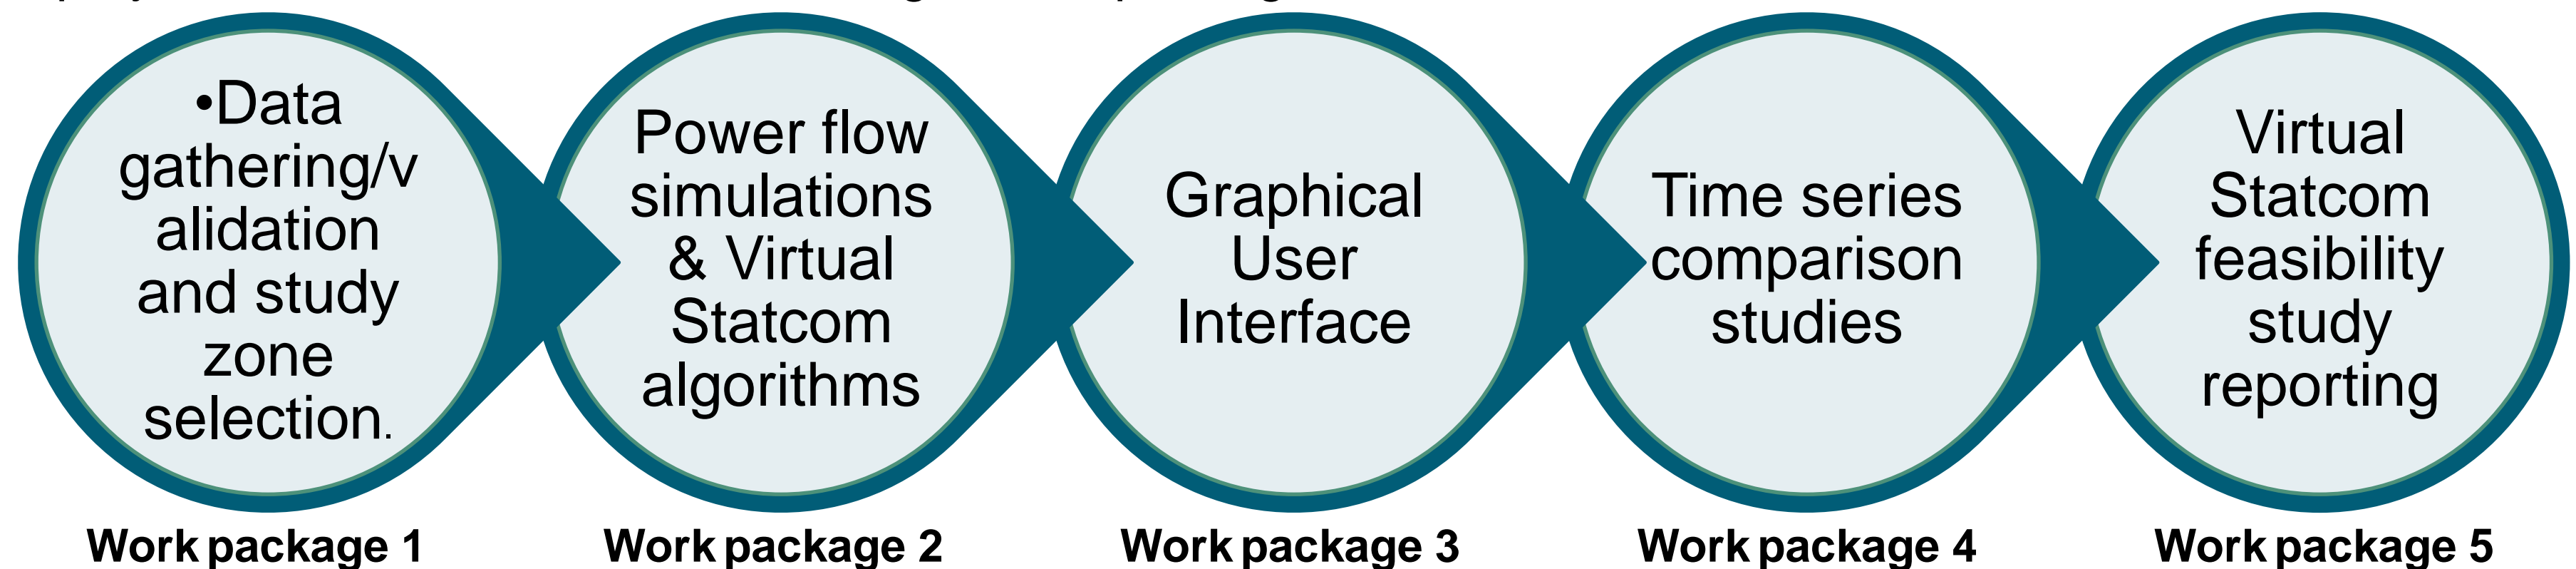 •Data
gathering/v
alidation
and study
zone
selection.
Power flow
simulations
& Virtual
Statcom
algorithms
Graphical
User
Interface
Time series
comparison
studies
Virtual
Statcom
feasibility
study
reporting
Work package 1
Work package 2
Work package 3
Work package 4
Work package 5